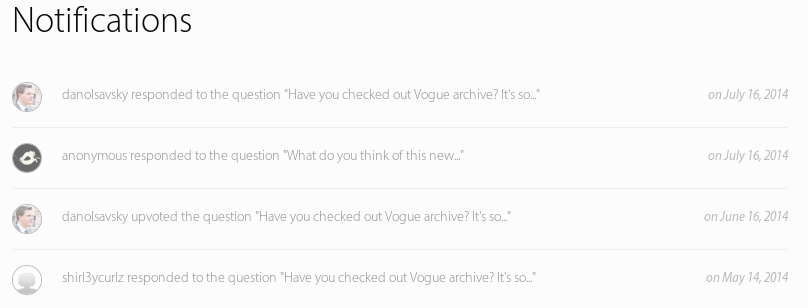 Notifications
danolsavsky responded to the question "Have you checked out Vogue archive? It's so..." on July 16, 2014
anonymous responded to the question "What do you think of this new..." on July 16, 2014
danolsavsky upvoted the question "Have you checked out Vogue archive? It's so..." on June 16, 2014
shirl3ycurlz responded to the question "Have you checked out Vogue archive? It's so..." on May 14, 2014